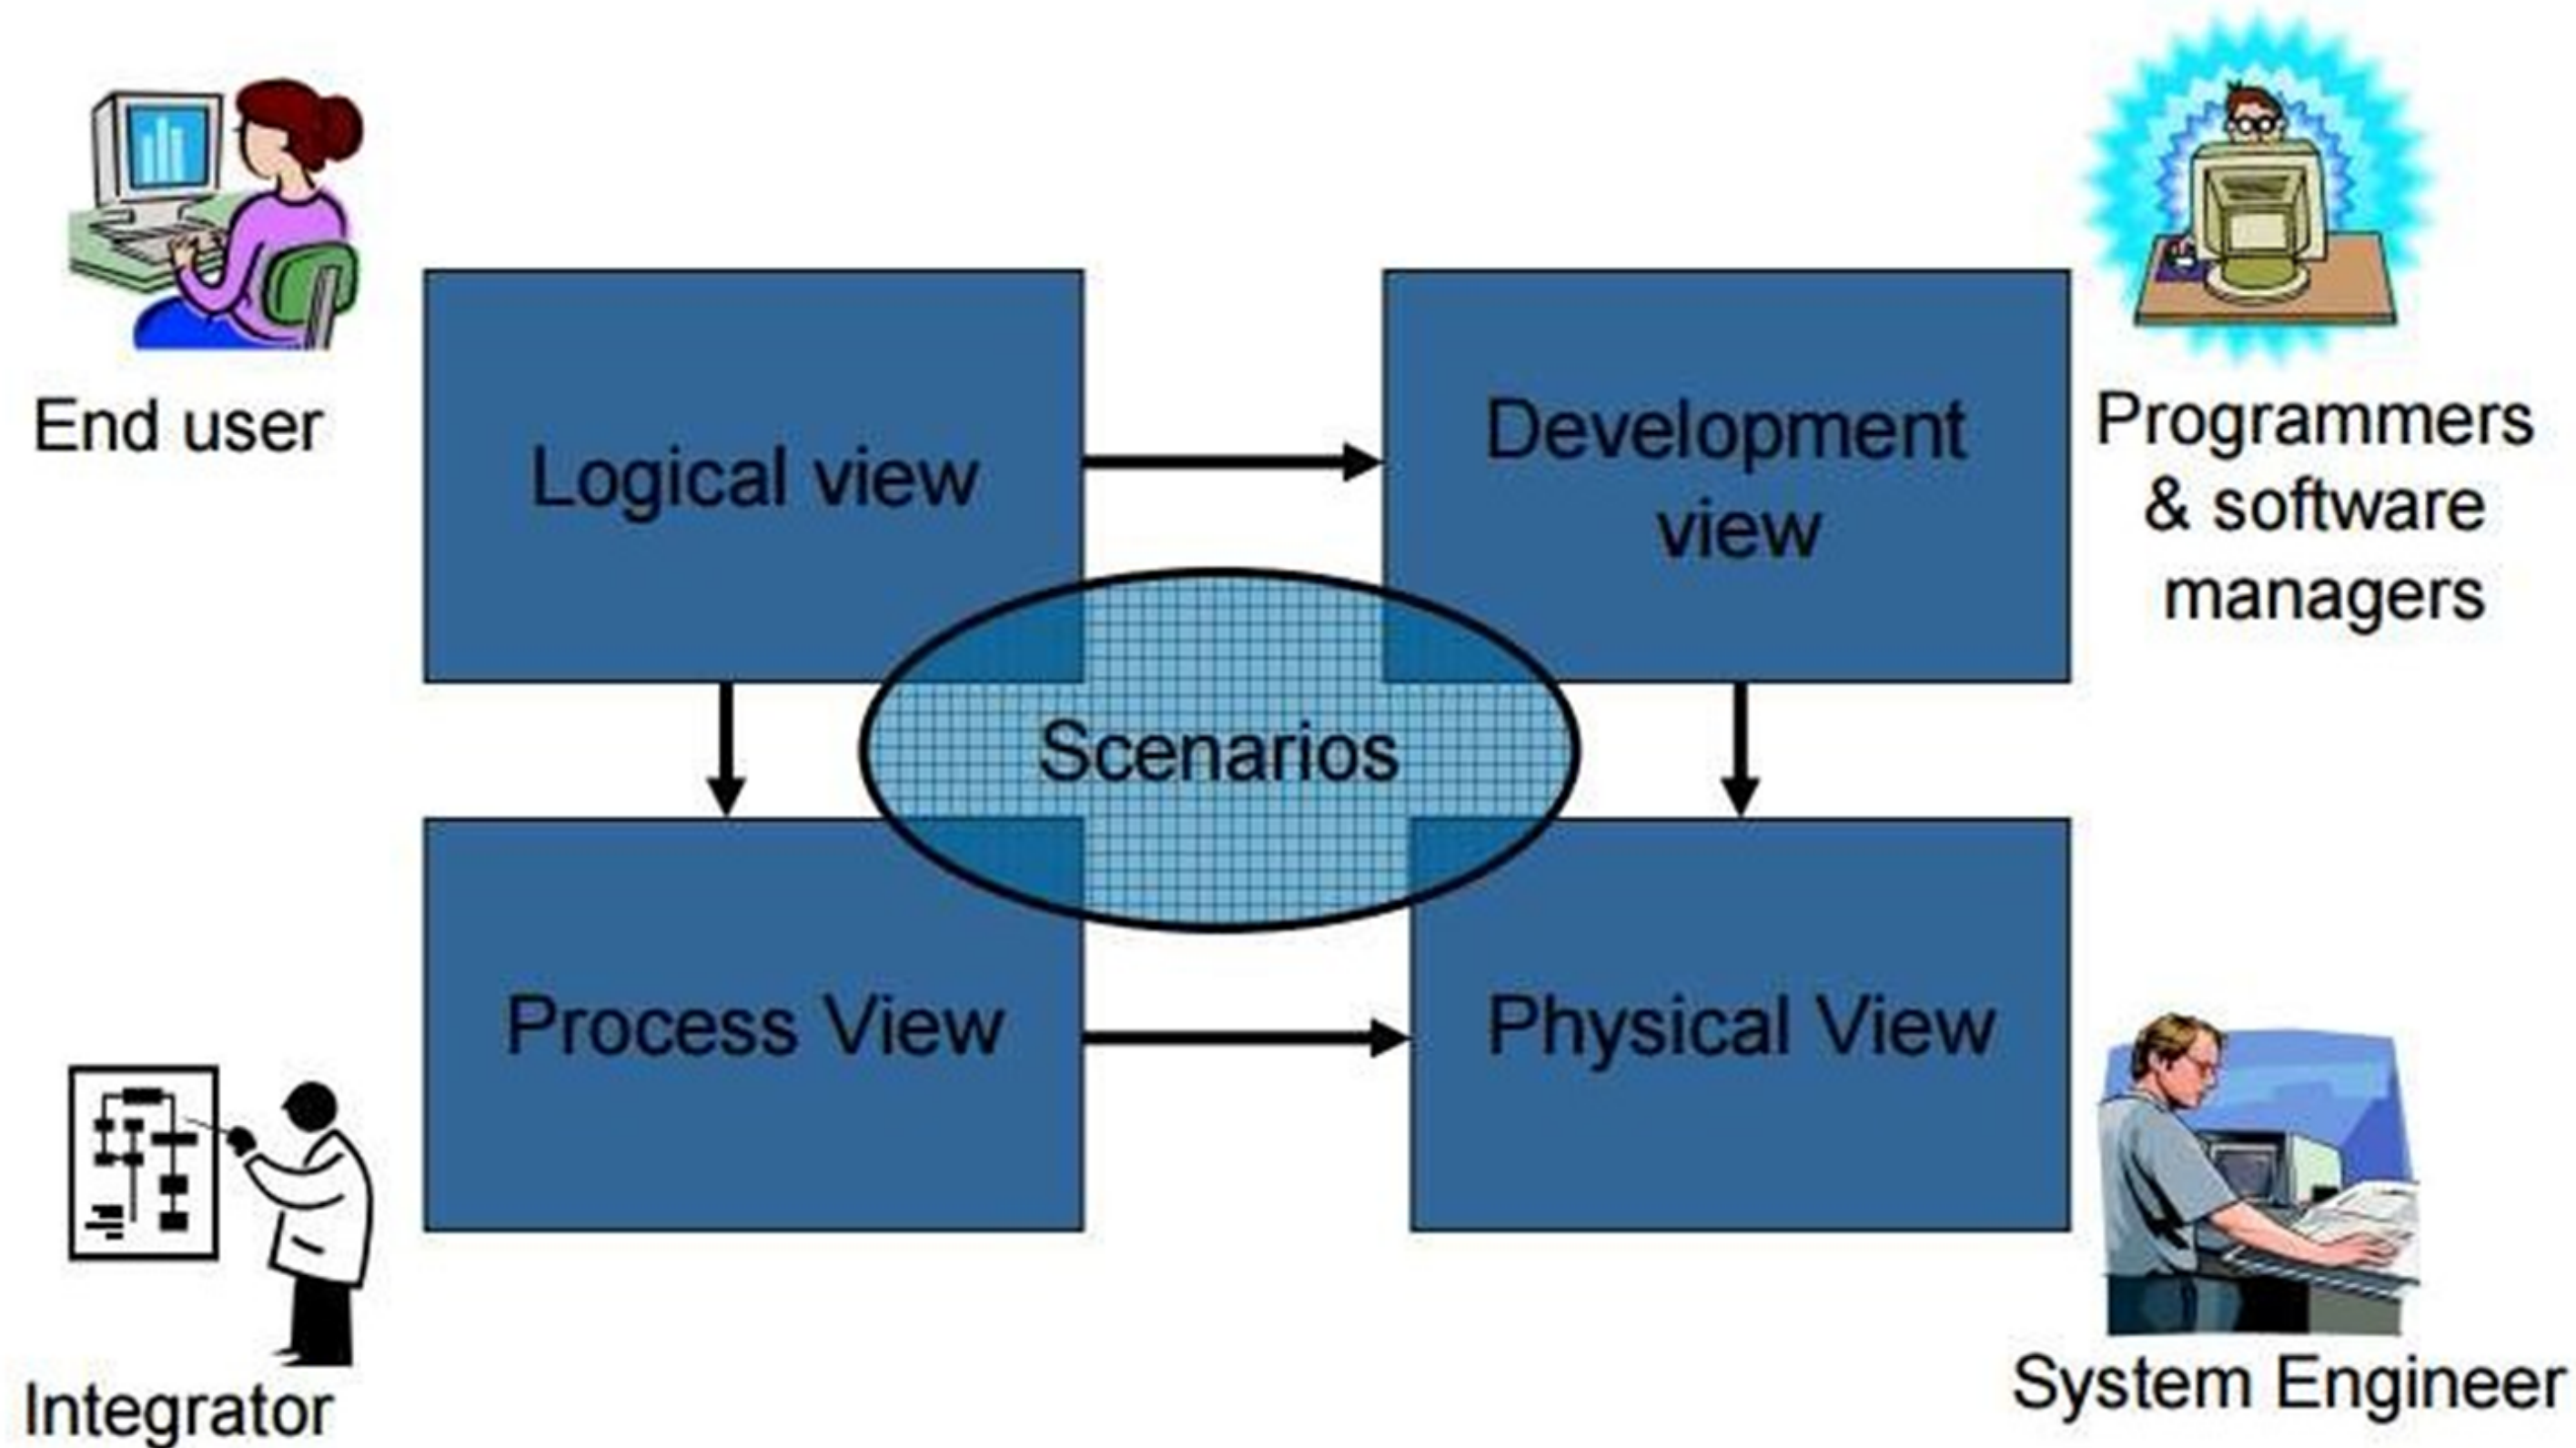 End user
Logical view
Development
view
Programmers
& software
managers
Scenarios
Process View
Physical View
Integrator
System Engineer